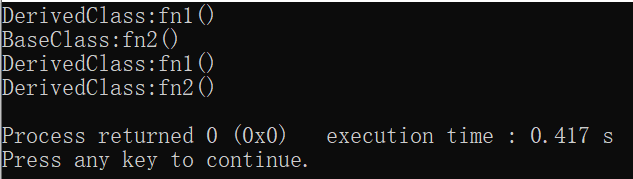 DerivedClass:fn1()
BaseClass:fn2()
DerivedClass:fn1()
DerivedClass:fn2()
Process returned 0 (0x0)   execution time : 0.417 s
Press any key to continue.